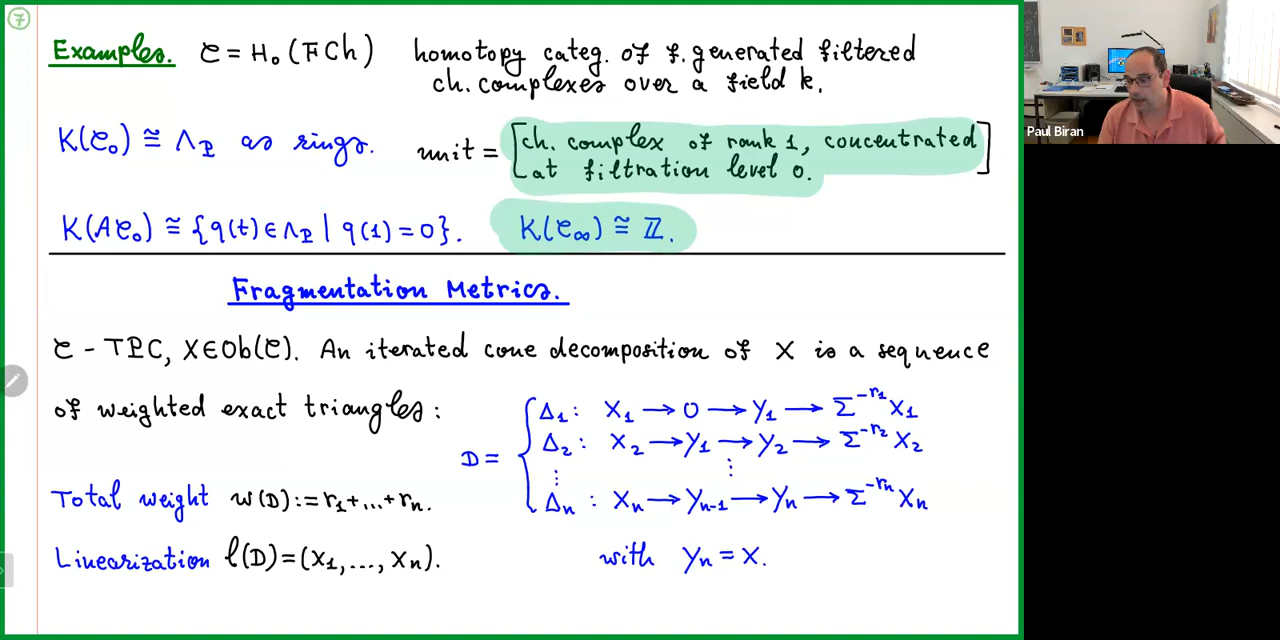 7
Examples. C = Ho(FCh) homotopy categ. of f. generated filtered
ch. complexes over a field k.
K(C₀) ≅ Λ_P as rings. unit = [ch. complex of rank 1, concentrated
at filtration level 0.]
K(AC₀) ≅ {q(t) ∈ Λ_P | q(1) = 0}. K(C∞) ≅ ℤ.
Fragmentation Metrics.
C - TPC, X ∈ Ob(C). An iterated cone decomposition of X is a sequence
of weighted exact triangles:
D = { Δ₁ : X₁ → 0 → Y₁ → Σ^{-r₁} X₁
Δ₂ : X₂ → Y₁ → Y₂ → Σ^{-r₂} X₂
⋮ ⋮
Δₙ : Xₙ → Yₙ₋₁ → Yₙ → Σ^{-rₙ} Xₙ
with Yₙ = X.
Total weight w(D) := r₁+...+rₙ.
Linearization l(D) = (X₁, ..., Xₙ).
Paul Biran